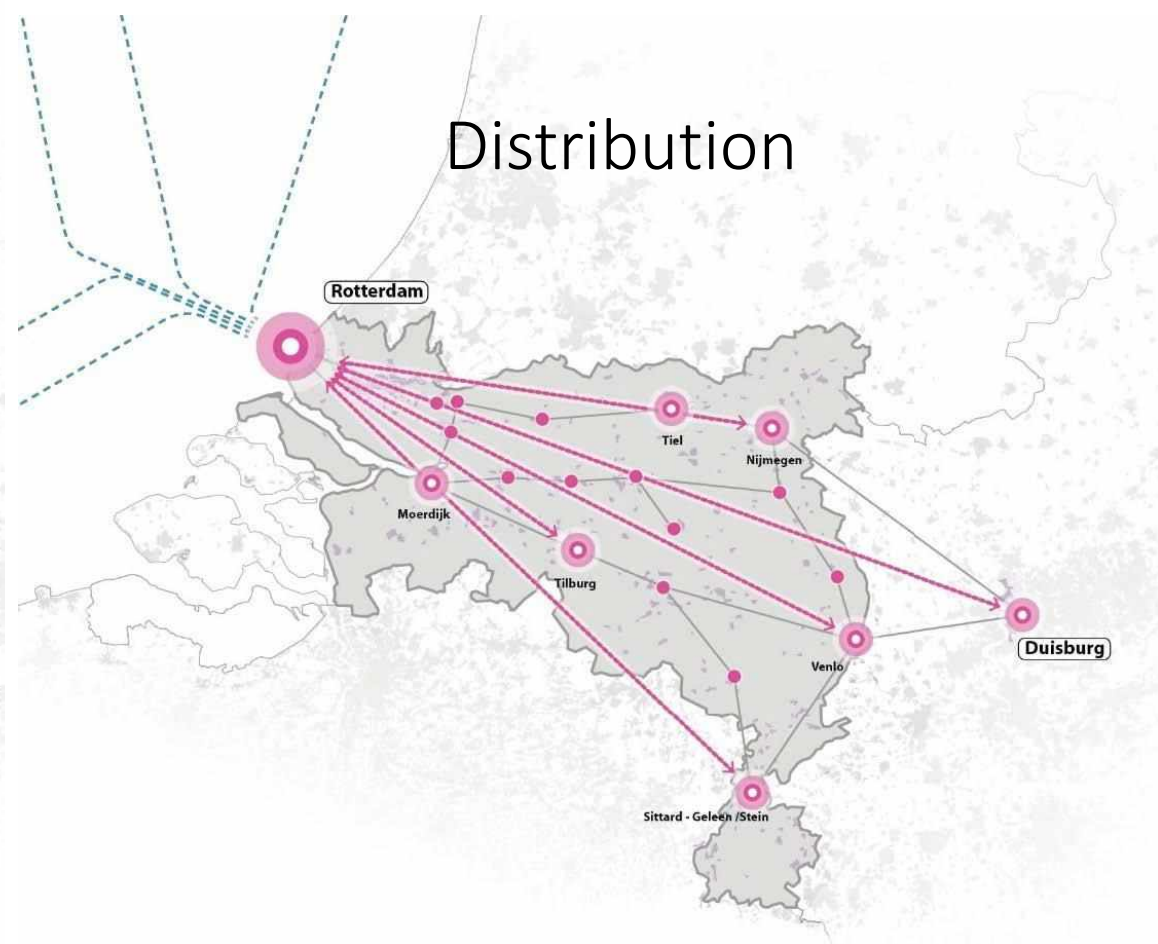 Distribution
Rotterdam
Tiel
Nijmegen
Moerdijk
Tilburg
Duisburg
Venlo
Sittard - Geleen /Stein